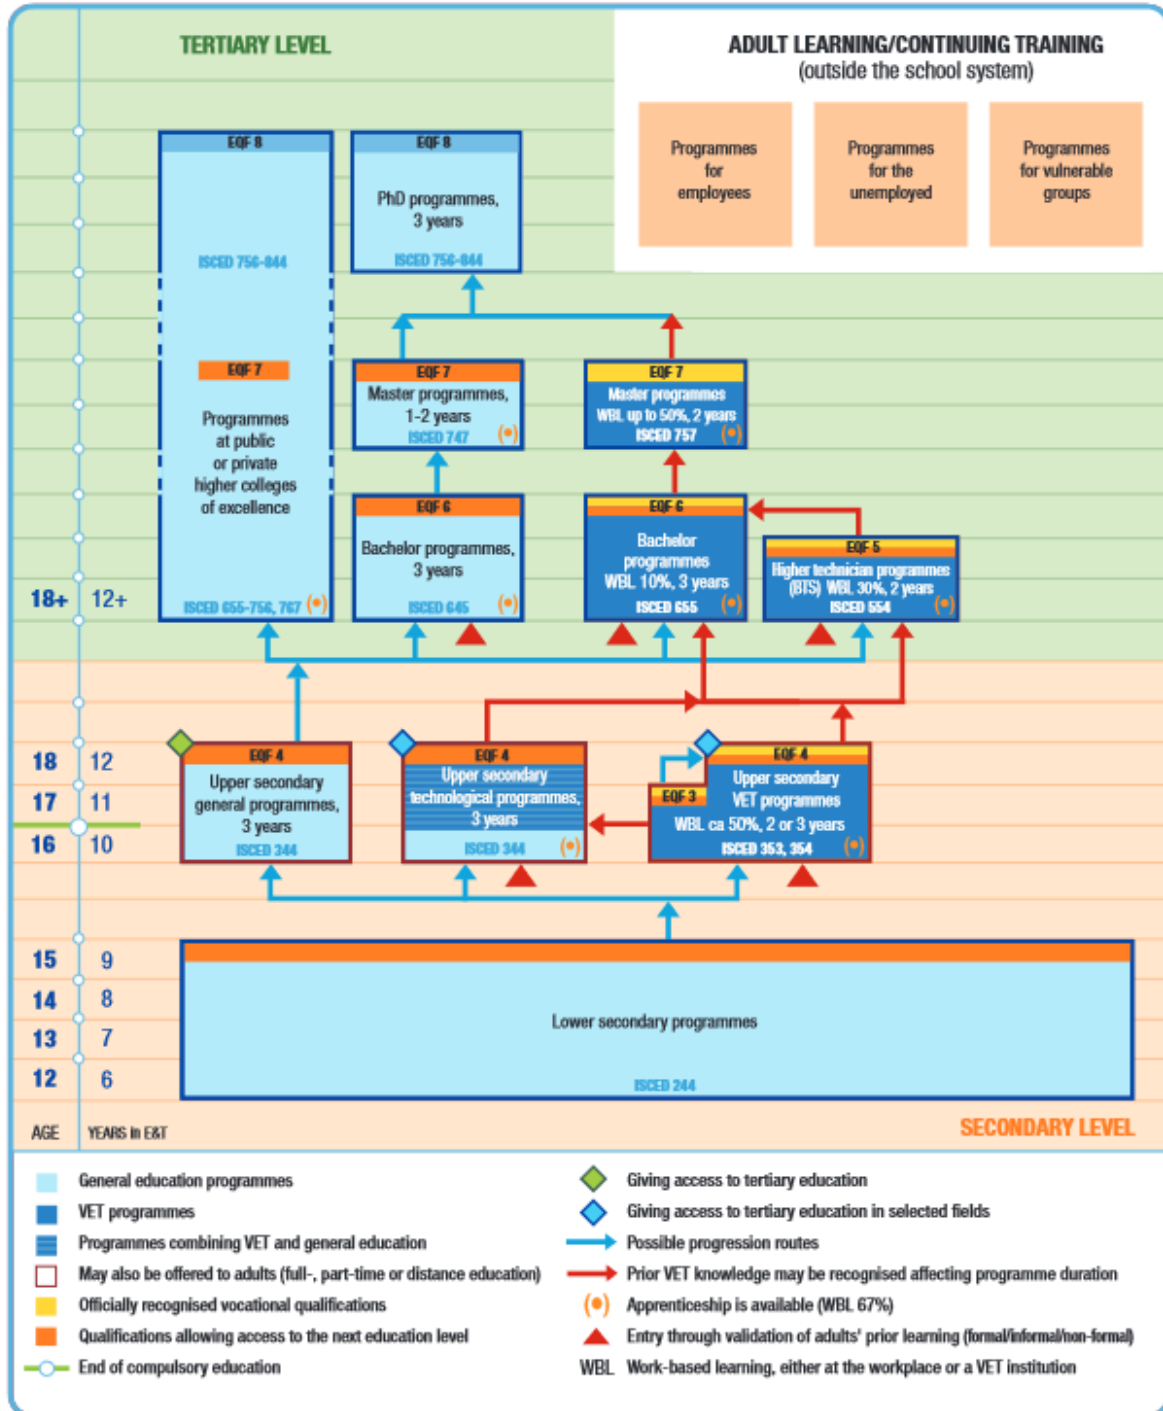 TERTIARY LEVEL
ADULT LEARNING/CONTINUING TRAINING
(outside the school system)
Programmes
for
employees
Programmes
for the
unemployed
Programmes
for vulnerable
groups
EQF 8
ISCED 756-844
EQF 7
Programmes
at public
or private
higher colleges
of excellence
ISCED 655-756, 767 (•)
EQF 8
PhD programmes,
3 years
ISCED 756-844
EQF 7
Master programmes,
1-2 years
ISCED 747 (•)
EQF 7
Master programmes
WBL up to 50%, 2 years
ISCED 757 (•)
EQF 6
Bachelor programmes,
3 years
ISCED 645 (•)
EQF 6
Bachelor
programmes
WBL 10%, 3 years
ISCED 655 (•)
EQF 5
Higher technician programmes
(BTS) WBL 30%, 2 years
ISCED 554 (•)
18+ 12+
EQF 4
Upper secondary
general programmes,
3 years
ISCED 344
EQF 4
Upper secondary
technological programmes,
3 years
ISCED 344 (•)
EQF 3
EQF 4
Upper secondary
VET programmes
WBL ca 50%, 2 or 3 years
ISCED 353, 354 (•)
18 12
17 11
16 10
15 9
14 8
13 7
12 6
Lower secondary programmes
ISCED 244
AGE YEARS in E&T
SECONDARY LEVEL
General education programmes
VET programmes
Programmes combining VET and general education
May also be offered to adults (full-, part-time or distance education)
Officially recognised vocational qualifications
Qualifications allowing access to the next education level
End of compulsory education
Giving access to tertiary education
Giving access to tertiary education in selected fields
Possible progression routes
Prior VET knowledge may be recognised affecting programme duration
(•) Apprenticeship is available (WBL 67%)
Entry through validation of adults' prior learning (formal/informal/non-formal)
WBL Work-based learning, either at the workplace or a VET institution